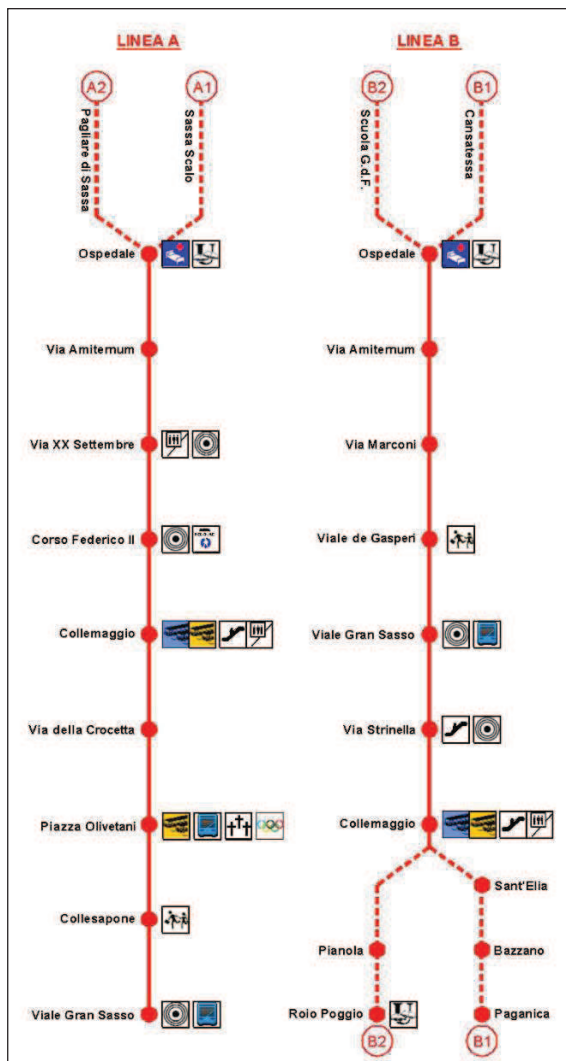 LINEA A
LINEA B
A2
A1
B2
B1
Pagliare di Sassa
Sassa Scalo
Scuola G.d.F.
Cansatessa
Ospedale
Ospedale
Via Amiternum
Via Amiternum
Via XX Settembre
Via Marconi
Corso Federico II
Viale de Gasperi
Collemaggio
Viale Gran Sasso
Via della Crocetta
Via Strinella
Piazza Olivetani
Collemaggio
Sant'Elia
Collesapone
Pianola
Bazzano
Viale Gran Sasso
Roio Poggio
Paganica
B2
B1